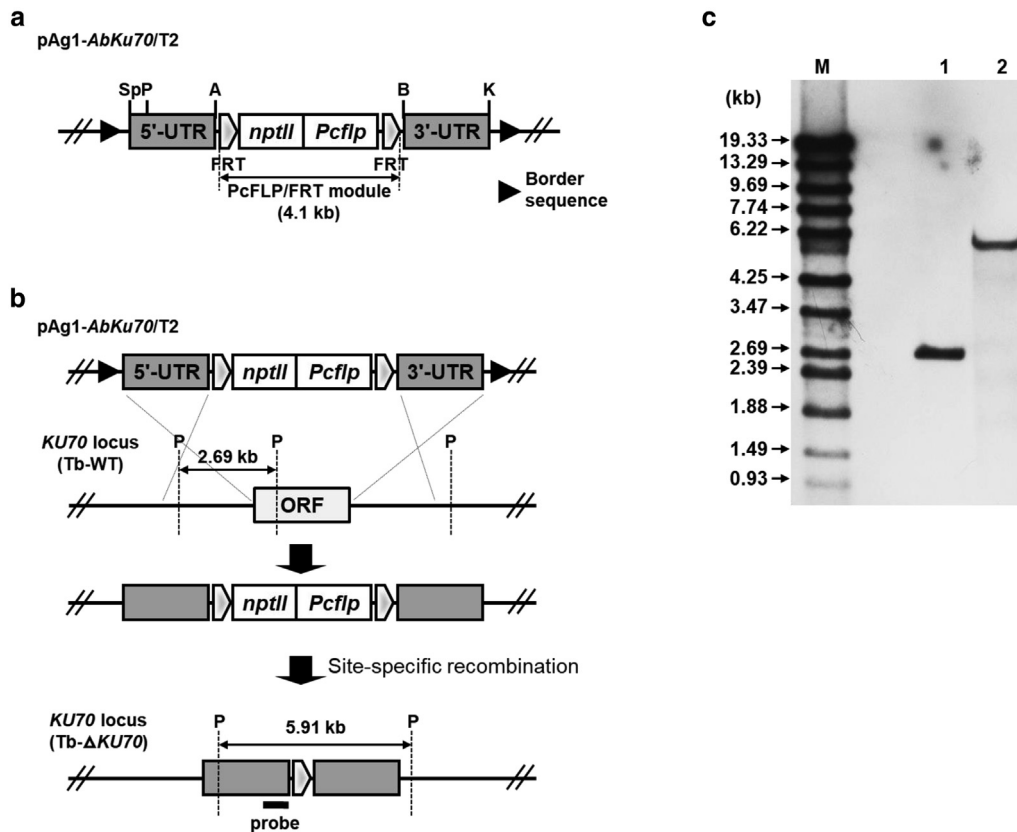 a
pAg1-AbKu70/T2
SpP A B K
5'-UTR nptII Pcflp 3'-UTR
FRT FRT
PcFLP/FRT module
(4.1 kb)
Border
sequence
b
pAg1-AbKu70/T2
5'-UTR nptII Pcflp 3'-UTR
KU70 locus
(Tb-WT)
P P P
2.69 kb
ORF
nptII Pcflp
Site-specific recombination
KU70 locus
(Tb-ΔKU70)
P P
5.91 kb
probe
c
M 1 2
(kb)
19.33
13.29
9.69
7.74
6.22
4.25
3.47
2.69
2.39
1.88
1.49
0.93